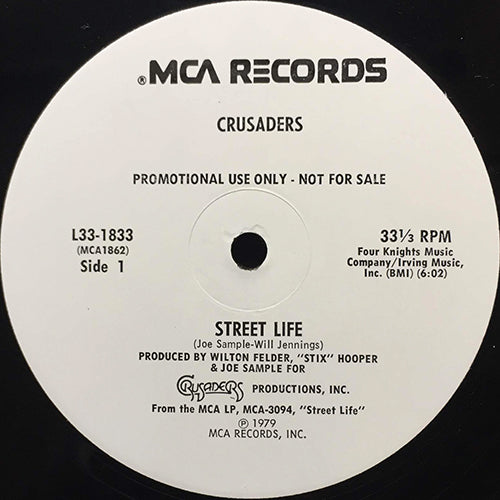 ® MCA RECORDS
CRUSADERS
PROMOTIONAL USE ONLY - NOT FOR SALE
L33-1833
(MCA1862)
Side 1
33⅓ RPM
Four Knights Music
Company/Irving Music,
Inc. (BMI) (6:02)
STREET LIFE
(Joe Sample-Will Jennings)
PRODUCED BY WILTON FELDER, "STIX" HOOPER
& JOE SAMPLE FOR
CRUSADERS PRODUCTIONS, INC.
From the MCA LP, MCA-3094, "Street Life"
℗ 1979
MCA RECORDS, INC.